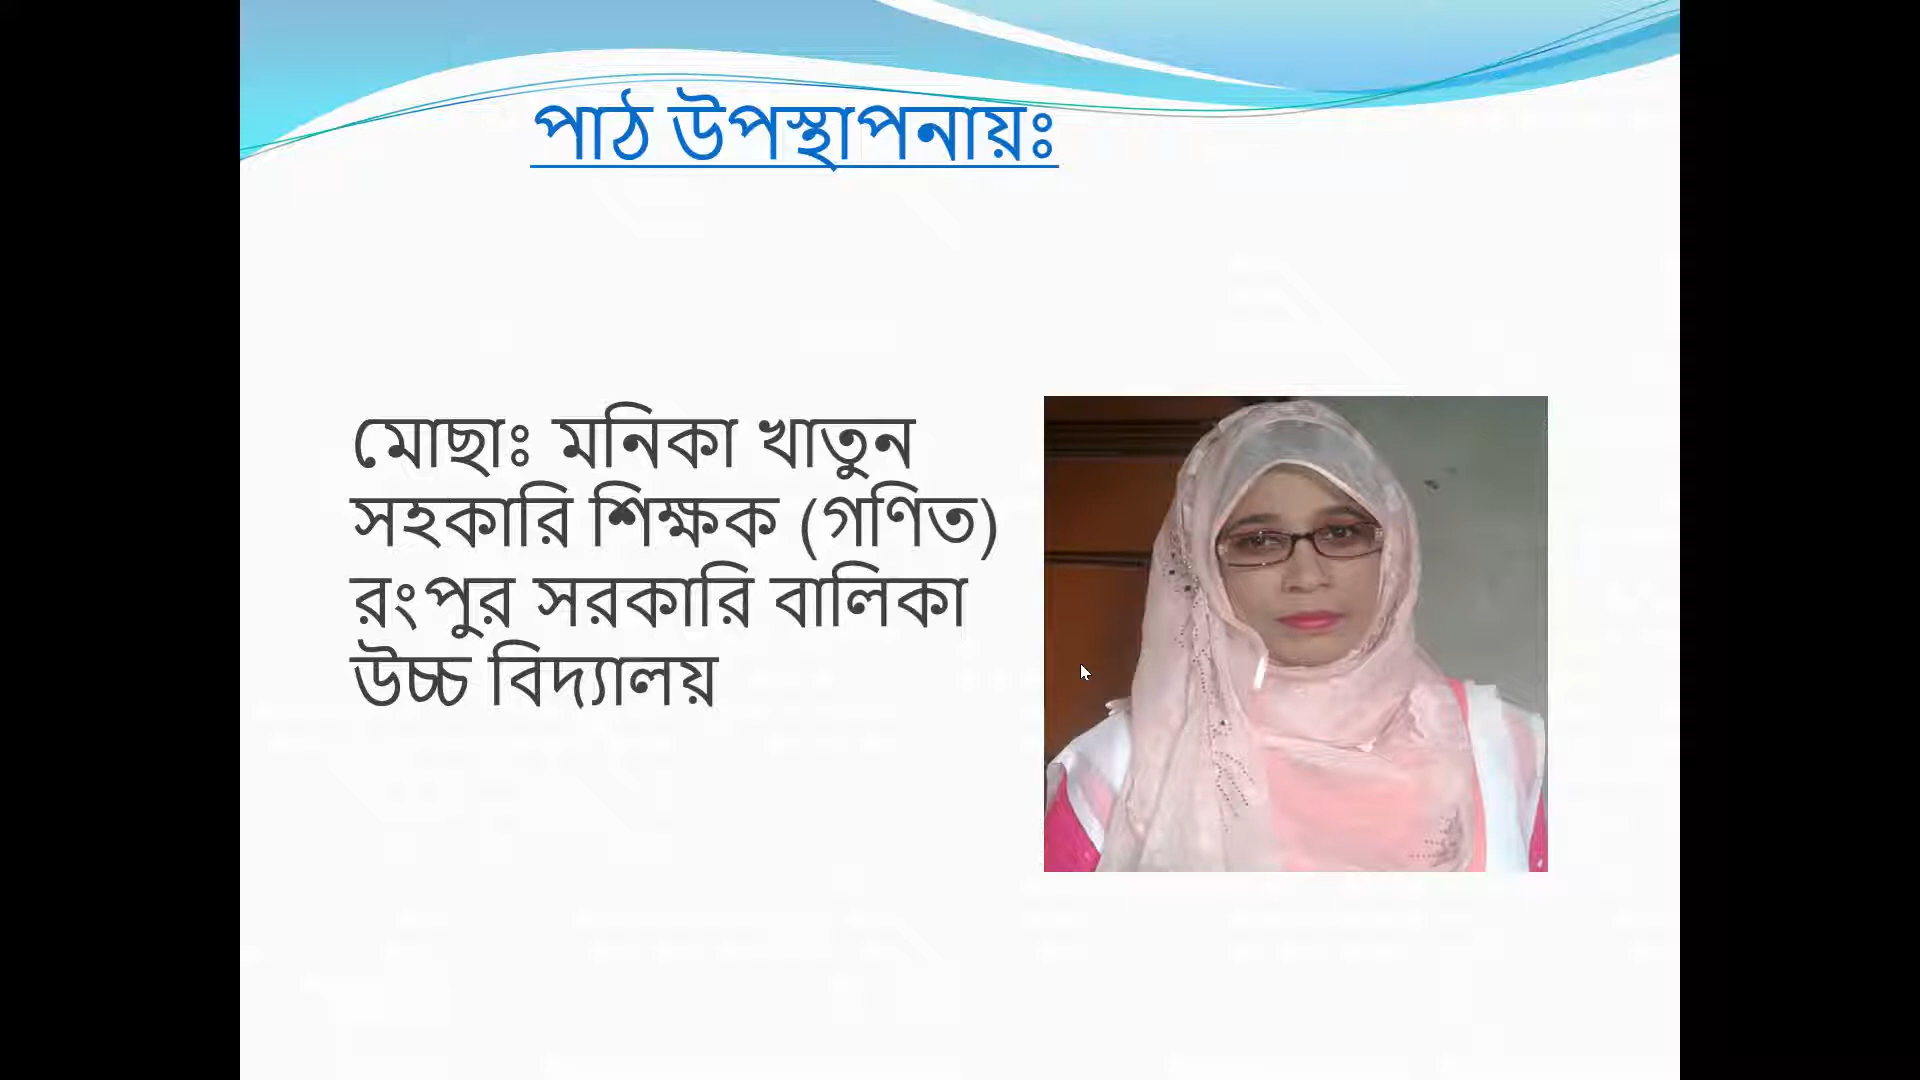 পাঠ উপস্থাপনায়ঃ
মোছাঃ মনিকা খাতুন
সহকারি শিক্ষক (গণিত)
রংপুর সরকারি বালিকা
উচ্চ বিদ্যালয়